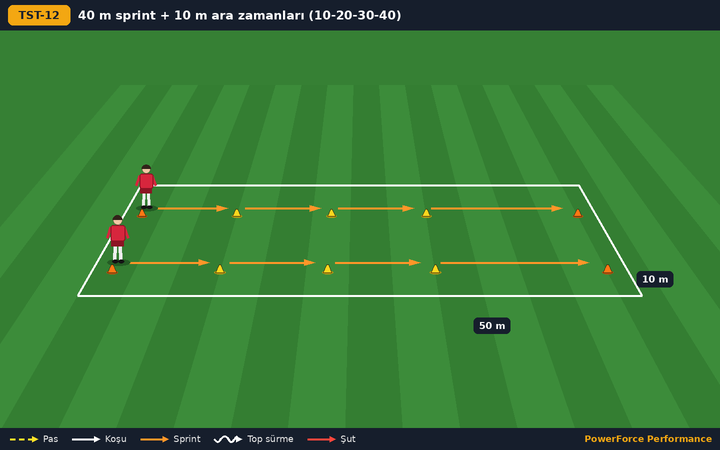 TST-12 40 m sprint + 10 m ara zamanları (10-20-30-40)
10 m
50 m
Pas Koşu Sprint Top sürme Şut PowerForce Performance